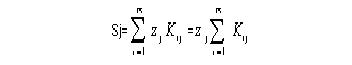 Sj=∑_{i=1}^{m} z_j K_{ij} = z_j ∑_{i=1}^{m} K_{ij}